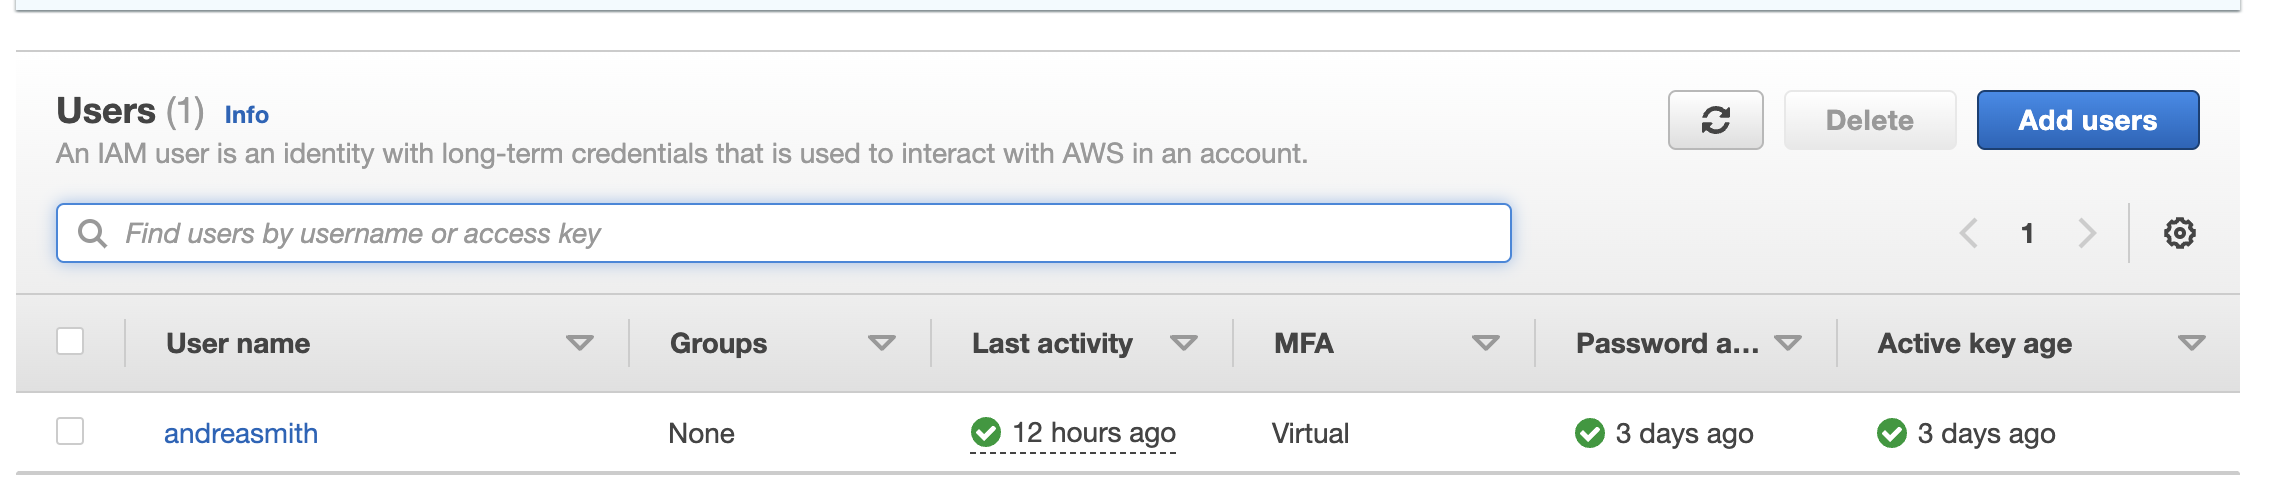 Users (1) Info
An IAM user is an identity with long-term credentials that is used to interact with AWS in an account.
Delete
Add users
Find users by username or access key
1
User name Groups Last activity MFA Password a... Active key age
andreasmith None 12 hours ago Virtual 3 days ago 3 days ago